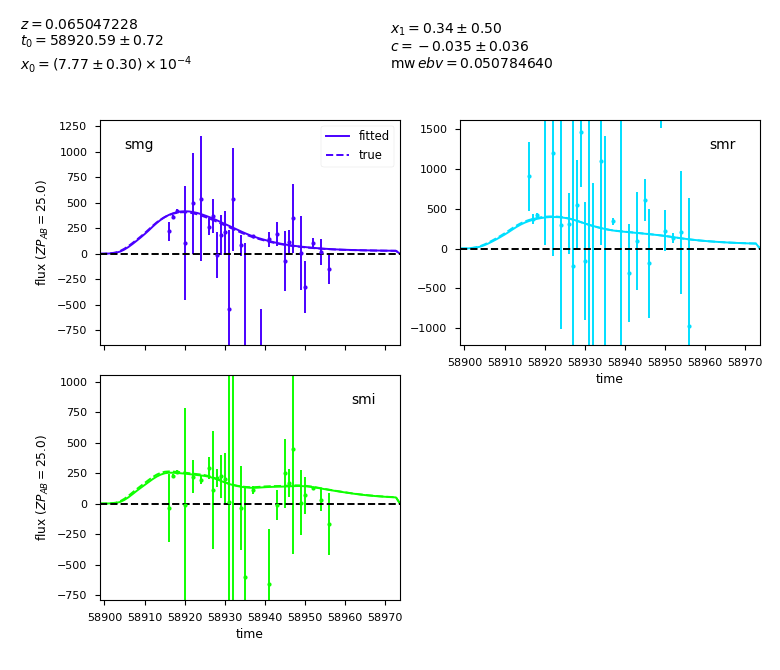 z = 0.065047228
t₀ = 58920.59 ± 0.72
x₀ = (7.77 ± 0.30) × 10⁻⁴
x₁ = 0.34 ± 0.50
c = −0.035 ± 0.036
mw ebv = 0.050784640
1250
1000
750
500
250
0
−250
−500
−750
flux (ZP_AB = 25.0)
smg
fitted
true
1500
1000
500
0
−500
−1000
smr
58900 58910 58920 58930 58940 58950 58960 58970
time
1000
750
500
250
0
−250
−500
−750
flux (ZP_AB = 25.0)
smi
58900 58910 58920 58930 58940 58950 58960 58970
time